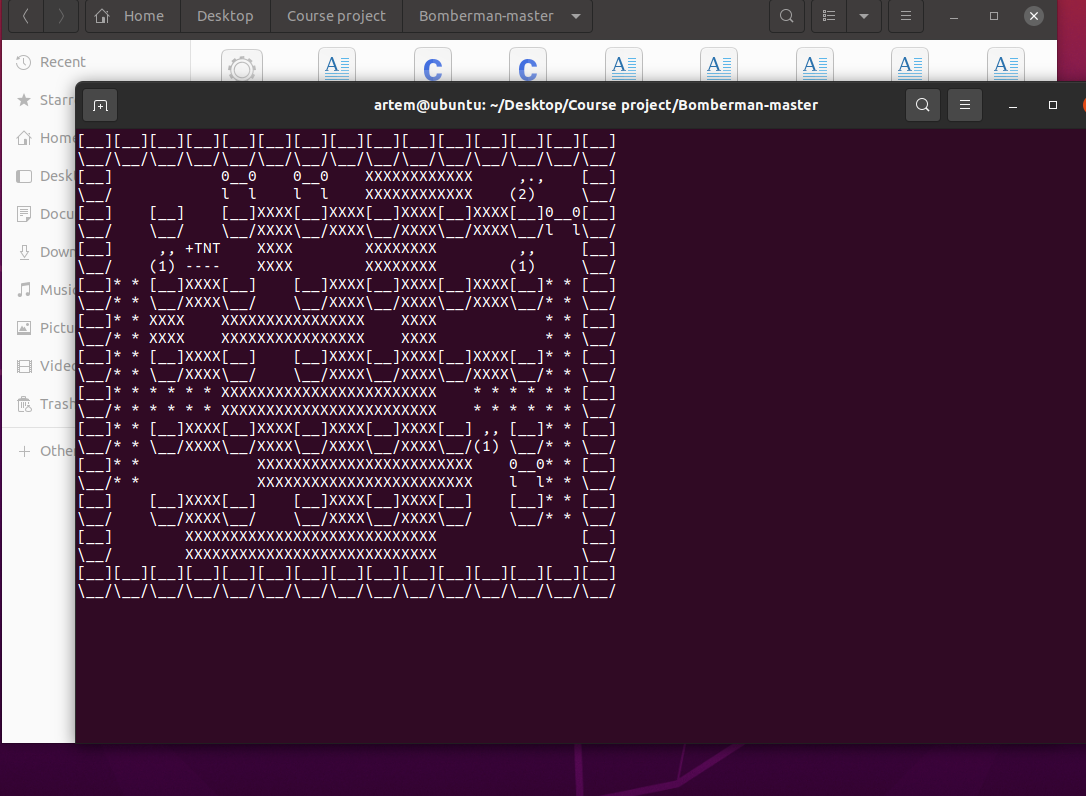 Home Desktop Course project Bomberman-master
Recent
Starr
Home
Deskt
Docu
Down
Music
Pictu
Video
Trash
Other
artem@ubuntu: ~/Desktop/Course project/Bomberman-master
[__][__][__][__][__][__][__][__][__][__][__][__][__][__][__]
\__/\__/\__/\__/\__/\__/\__/\__/\__/\__/\__/\__/\__/\__/\__/
[__]            0__0    0__0    XXXXXXXXXXXX     ,.,    [__]
\__/            l  l    l  l    XXXXXXXXXXXX    (2)     \__/
[__]    [__]    [__]XXXX[__]XXXX[__]XXXX[__]XXXX[__]0__0[__]
\__/    \__/    \__/XXXX\__/XXXX\__/XXXX\__/XXXX\__/l  l\__/
[__]     ,, +TNT    XXXX        XXXXXXXX         ,,     [__]
\__/    (1) ----    XXXX        XXXXXXXX        (1)     \__/
[__]* * [__]XXXX[__]    [__]XXXX[__]XXXX[__]XXXX[__]* * [__]
\__/* * \__/XXXX\__/    \__/XXXX\__/XXXX\__/XXXX\__/* * \__/
[__]* * XXXX    XXXXXXXXXXXXXXXX    XXXX            * * [__]
\__/* * XXXX    XXXXXXXXXXXXXXXX    XXXX            * * \__/
[__]* * [__]XXXX[__]    [__]XXXX[__]XXXX[__]XXXX[__]* * [__]
\__/* * \__/XXXX\__/    \__/XXXX\__/XXXX\__/XXXX\__/* * \__/
[__]* * * * * * XXXXXXXXXXXXXXXXXXXXXXXX    * * * * * * [__]
\__/* * * * * * XXXXXXXXXXXXXXXXXXXXXXXX    * * * * * * \__/
[__]* * [__]XXXX[__]XXXX[__]XXXX[__]XXXX[__] ,, [__]* * [__]
\__/* * \__/XXXX\__/XXXX\__/XXXX\__/XXXX\__/(1) \__/* * \__/
[__]* *             XXXXXXXXXXXXXXXXXXXXXXXX    0__0* * [__]
\__/* *             XXXXXXXXXXXXXXXXXXXXXXXX    l  l* * \__/
[__]    [__]XXXX[__]    [__]XXXX[__]XXXX[__]    [__]* * [__]
\__/    \__/XXXX\__/    \__/XXXX\__/XXXX\__/    \__/* * \__/
[__]        XXXXXXXXXXXXXXXXXXXXXXXXXXXX                [__]
\__/        XXXXXXXXXXXXXXXXXXXXXXXXXXXX                \__/
[__][__][__][__][__][__][__][__][__][__][__][__][__][__][__]
\__/\__/\__/\__/\__/\__/\__/\__/\__/\__/\__/\__/\__/\__/\__/